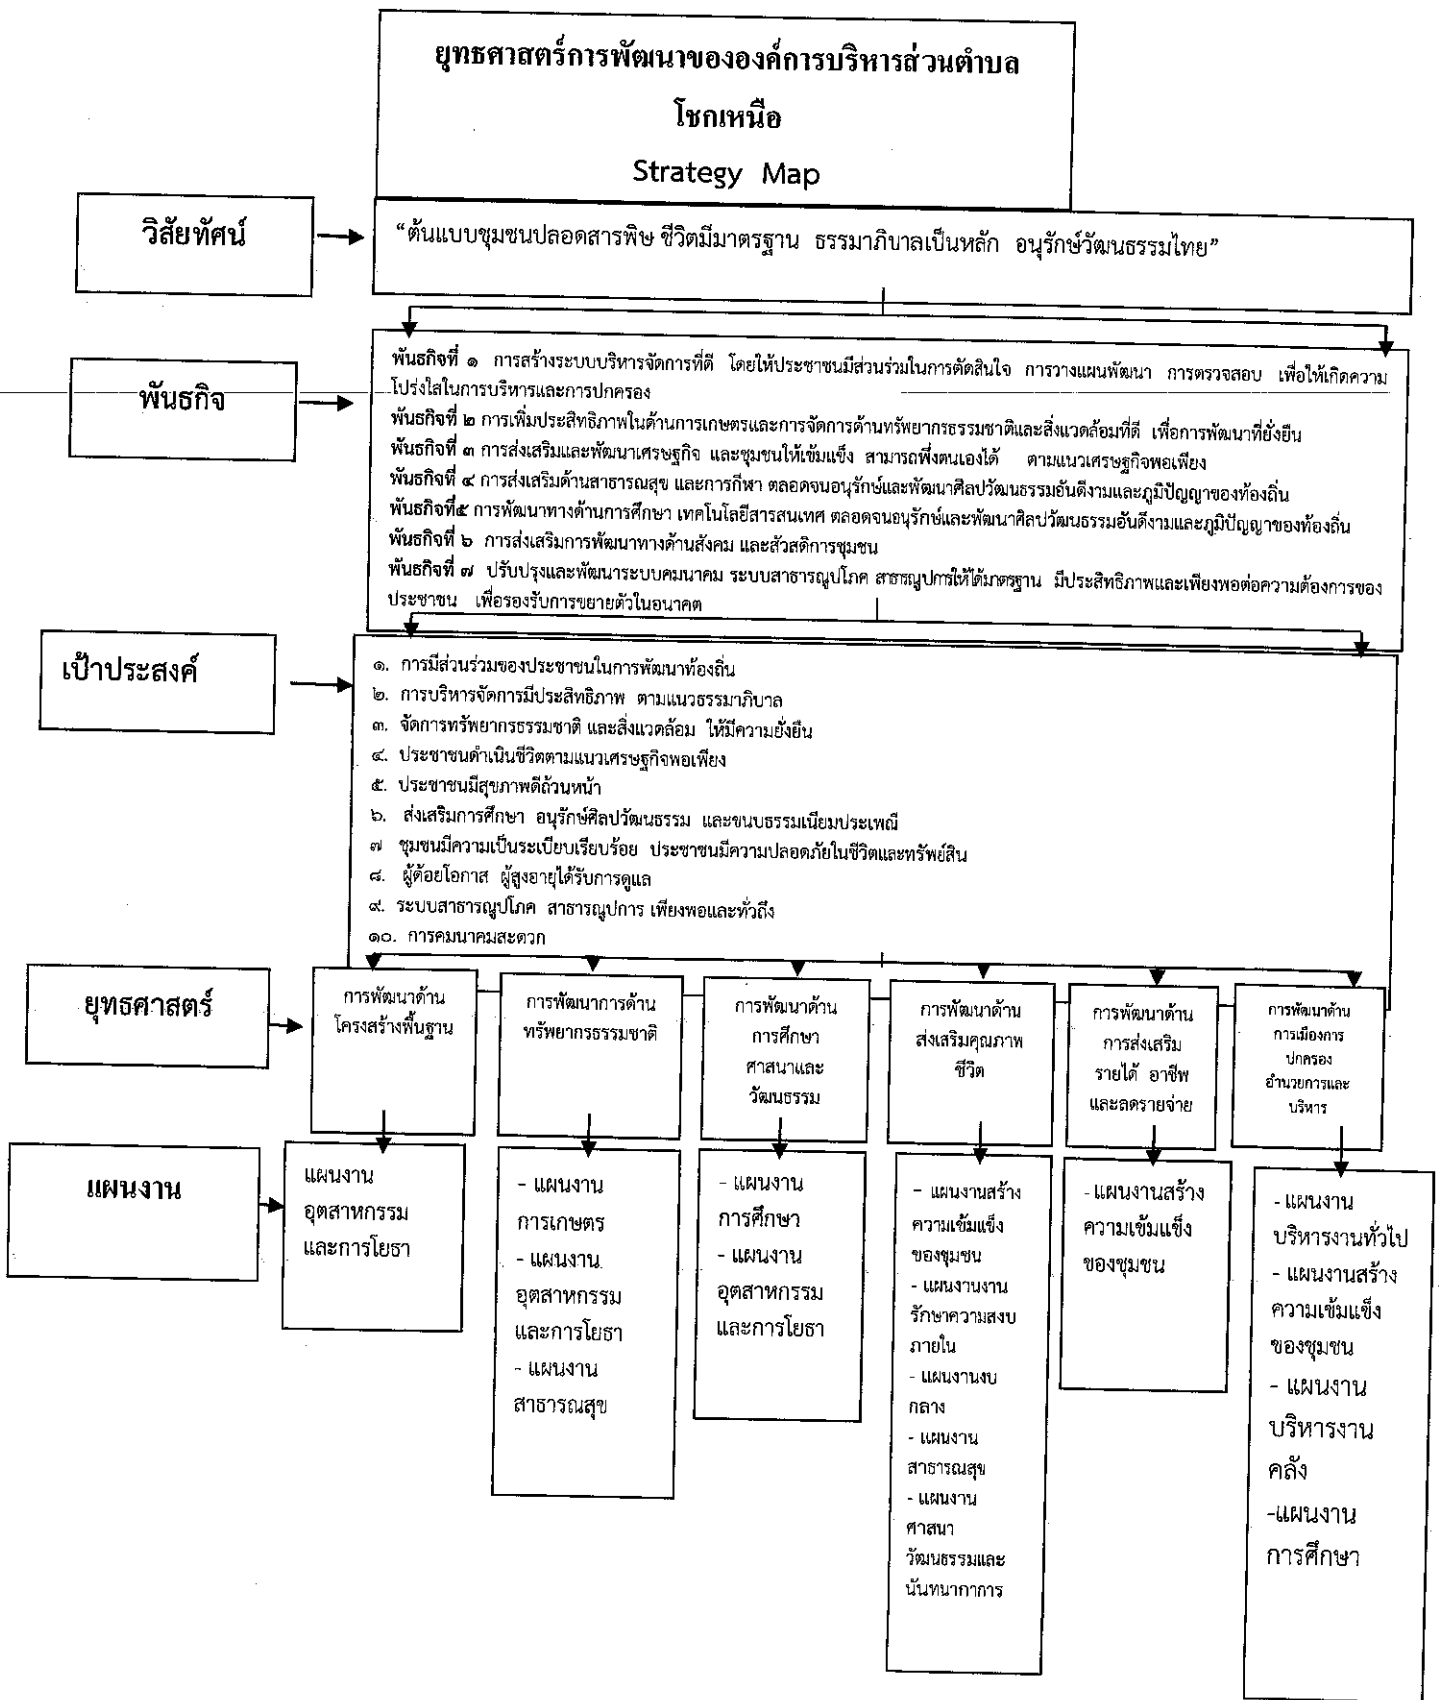 ยุทธศาสตร์การพัฒนาขององค์การบริหารส่วนตำบล
โชกเหนือ
Strategy Map
วิสัยทัศน์
“ต้นแบบชุมชนปลอดสารพิษ ชีวิตมีมาตรฐาน ธรรมาภิบาลเป็นหลัก อนุรักษ์วัฒนธรรมไทย”
พันธกิจ
พันธกิจที่ ๑ การสร้างระบบบริหารจัดการที่ดี โดยให้ประชาชนมีส่วนร่วมในการตัดสินใจ การวางแผนพัฒนา การตรวจสอบ เพื่อให้เกิดความ
โปร่งใสในการบริหารและการปกครอง
พันธกิจที่ ๒ การเพิ่มประสิทธิภาพในด้านการเกษตรและการจัดการด้านทรัพยากรธรรมชาติและสิ่งแวดล้อมที่ดี เพื่อการพัฒนาที่ยั่งยืน
พันธกิจที่ ๓ การส่งเสริมและพัฒนาเศรษฐกิจ และชุมชนให้เข้มแข็ง สามารถพึ่งตนเองได้ ตามแนวเศรษฐกิจพอเพียง
พันธกิจที่ ๔ การส่งเสริมด้านสาธารณสุข และการกีฬา ตลอดจนอนุรักษ์และพัฒนาศิลปวัฒนธรรมอันดีงามและภูมิปัญญาของท้องถิ่น
พันธกิจที่๕ การพัฒนาทางด้านการศึกษา เทคโนโลยีสารสนเทศ ตลอดจนอนุรักษ์และพัฒนาศิลปวัฒนธรรมอันดีงามและภูมิปัญญาของท้องถิ่น
พันธกิจที่ ๖ การส่งเสริมการพัฒนาทางด้านสังคม และสัวสดิการชุมชน
พันธกิจที่ ๗ ปรับปรุงและพัฒนาระบบคมนาคม ระบบสาธารณูปโภค สาธารณูปการให้ได้มาตรฐาน มีประสิทธิภาพและเพียงพอต่อความต้องการของ
ประชาชน เพื่อรองรับการขยายตัวในอนาคต
เป้าประสงค์
๑. การมีส่วนร่วมของประชาชนในการพัฒนาท้องถิ่น
๒. การบริหารจัดการมีประสิทธิภาพ ตามแนวธรรมาภิบาล
๓. จัดการทรัพยากรธรรมชาติ และสิ่งแวดล้อม ให้มีความยั่งยืน
๔. ประชาชนดำเนินชีวิตตามแนวเศรษฐกิจพอเพียง
๕. ประชาชนมีสุขภาพดีถ้วนหน้า
๖. ส่งเสริมการศึกษา อนุรักษ์ศิลปวัฒนธรรม และขนบธรรมเนียมประเพณี
๗ ชุมชนมีความเป็นระเบียบเรียบร้อย ประชาชนมีความปลอดภัยในชีวิตและทรัพย์สิน
๘. ผู้ด้อยโอกาส ผู้สูงอายุได้รับการดูแล
๙. ระบบสาธารณูปโภค สาธารณูปการ เพียงพอและทั่วถึง
๑๐. การคมนาคมสะดวก
ยุทธศาสตร์
การพัฒนาด้าน
โครงสร้างพื้นฐาน
การพัฒนาการด้าน
ทรัพยากรธรรมชาติ
การพัฒนาด้าน
การศึกษา
ศาสนาและ
วัฒนธรรม
การพัฒนาด้าน
ส่งเสริมคุณภาพ
ชีวิต
การพัฒนาด้าน
การส่งเสริม
รายได้ อาชีพ
และลดรายจ่าย
การพัฒนาด้าน
การเมืองการ
ปกครอง
อำนวยการและ
บริหาร
แผนงาน
แผนงาน
อุตสาหกรรม
และการโยธา
- แผนงาน
การเกษตร
- แผนงาน
อุตสาหกรรม
และการโยธา
- แผนงาน
สาธารณสุข
- แผนงาน
การศึกษา
- แผนงาน
อุตสาหกรรม
และการโยธา
- แผนงานสร้าง
ความเข้มแข็ง
ของชุมชน
- แผนงานงาน
รักษาความสงบ
ภายใน
- แผนงานงบ
กลาง
- แผนงาน
สาธารณสุข
- แผนงาน
ศาสนา
วัฒนธรรมและ
นันทนากาการ
-แผนงานสร้าง
ความเข้มแข็ง
ของชุมชน
- แผนงาน
บริหารงานทั่วไป
- แผนงานสร้าง
ความเข้มแข็ง
ของชุมชน
- แผนงาน
บริหารงาน
คลัง
-แผนงาน
การศึกษา